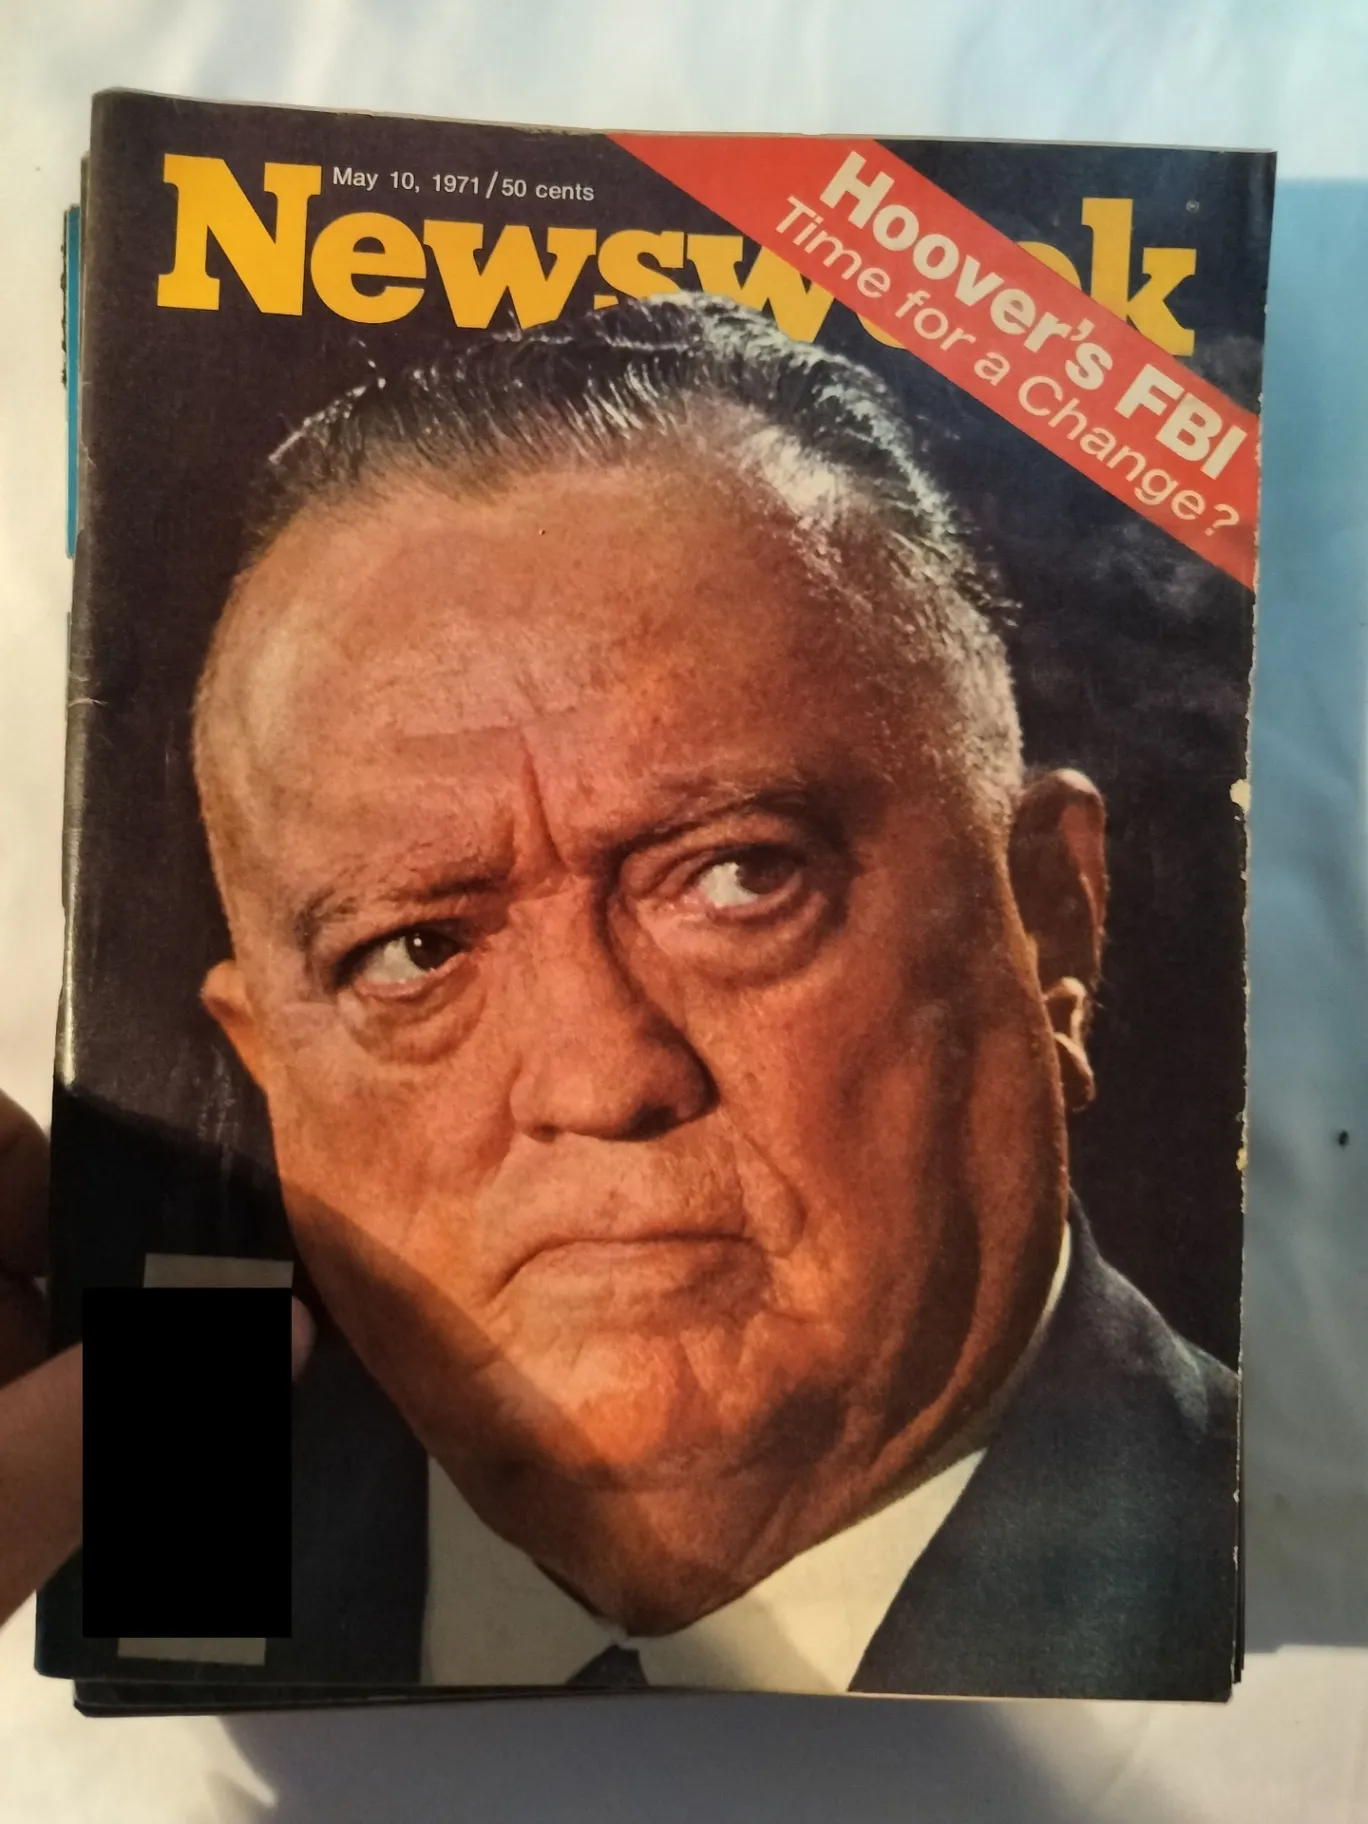 May 10, 1971/50 cents
Newsweek
Hoover's FBI
Time for a Change?